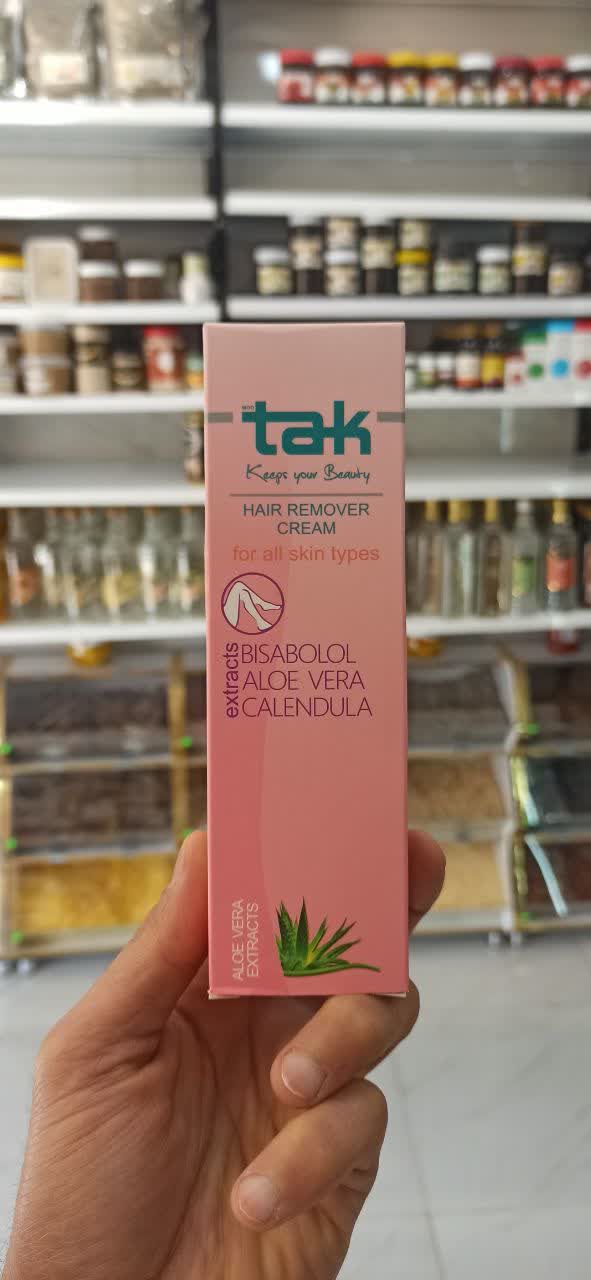 tak
Keeps your Beauty
HAIR REMOVER
CREAM
for all skin types
extracts
BISABOLOL
ALOE VERA
CALENDULA
ALOE VERA
EXTRACTS